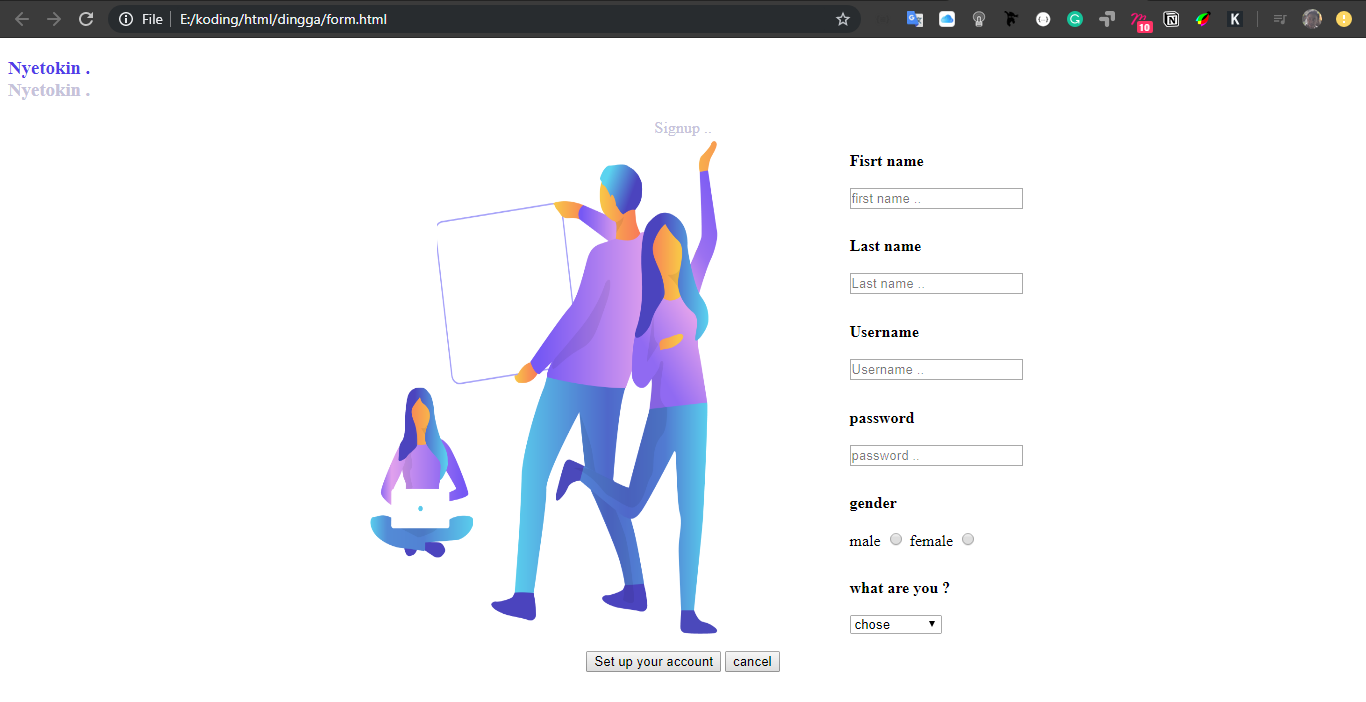 File E:/koding/html/dingga/form.html
10
K
Nyetokin .
Nyetokin .
Signup ..
Fisrt name
first name ..
Last name
Last name ..
Username
Username ..
password
password ..
gender
male female
what are you ?
chose
Set up your account cancel